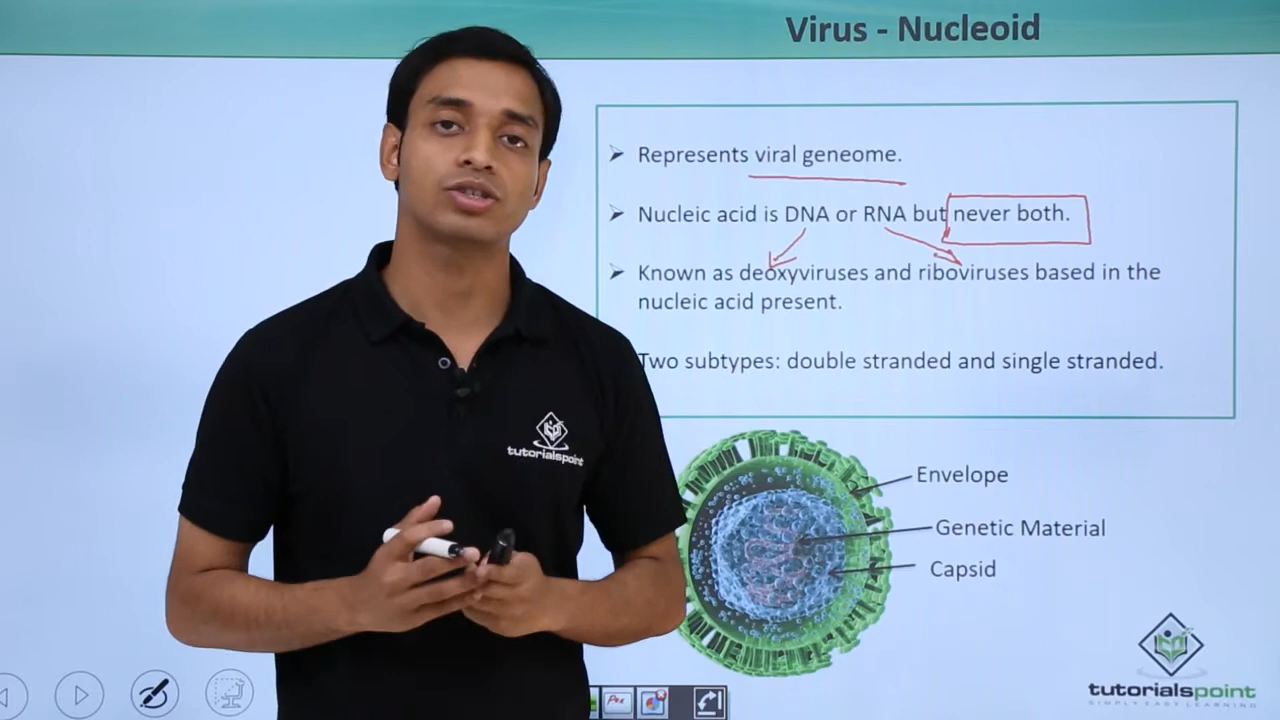 Virus - Nucleoid
Represents viral geneome.
Nucleic acid is DNA or RNA but never both.
Known as deoxyviruses and riboviruses based in the
nucleic acid present.
Two subtypes: double stranded and single stranded.
Envelope
Genetic Material
Capsid
tutorialspoint
Pen
tutorialspoint
SIMPLY EASY LEARNING